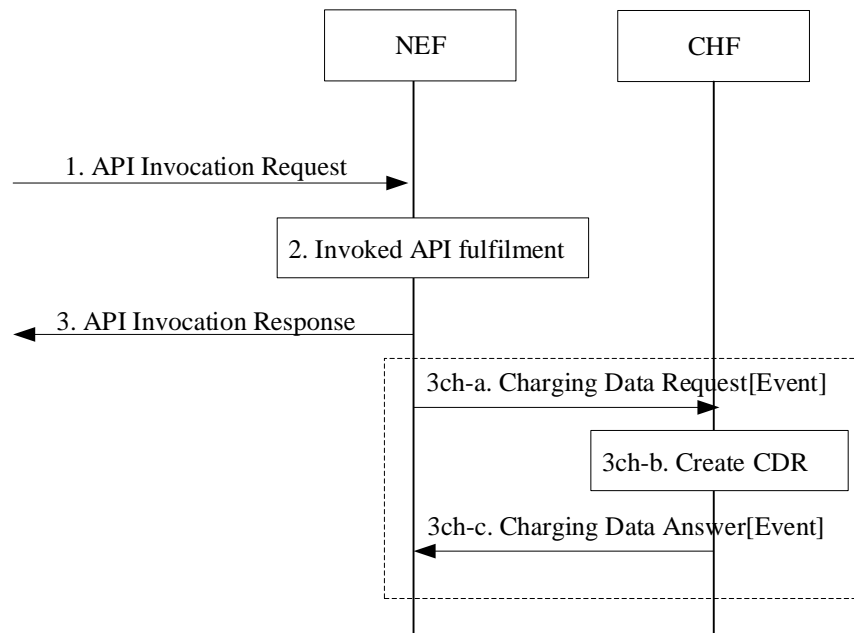 NEF
CHF
1. API Invocation Request
2. Invoked API fulfilment
3. API Invocation Response
3ch-a. Charging Data Request[Event]
3ch-b. Create CDR
3ch-c. Charging Data Answer[Event]